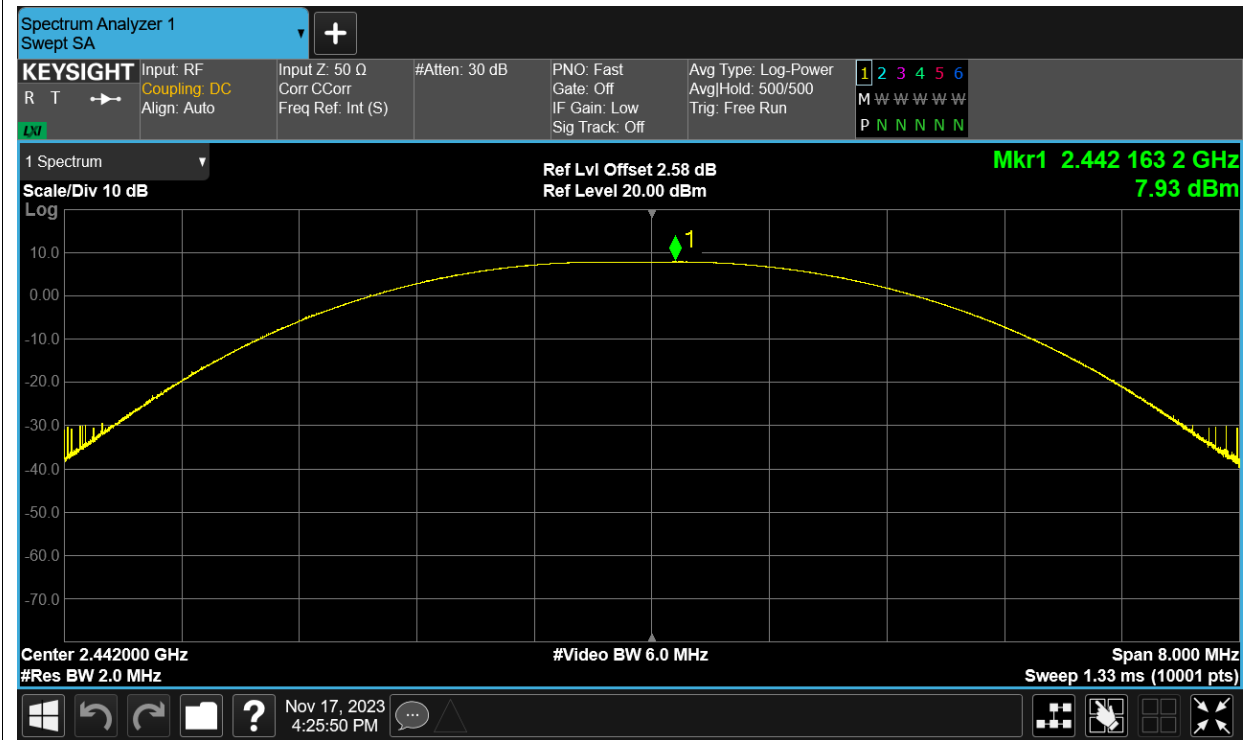 Spectrum Analyzer 1
Swept SA
+
KEYSIGHT
R T
LXI
Input: RF
Coupling: DC
Align: Auto
Input Z: 50 Ω
Corr CCorr
Freq Ref: Int (S)
#Atten: 30 dB
PNO: Fast
Gate: Off
IF Gain: Low
Sig Track: Off
Avg Type: Log-Power
Avg|Hold: 500/500
Trig: Free Run
1 2 3 4 5 6
M W W W W W
P N N N N N
1 Spectrum
Scale/Div 10 dB
Ref Lvl Offset 2.58 dB
Ref Level 20.00 dBm
Mkr1 2.442 163 2 GHz
7.93 dBm
Log
1
10.0
0.00
-10.0
-20.0
-30.0
-40.0
-50.0
-60.0
-70.0
Center 2.442000 GHz
#Res BW 2.0 MHz
#Video BW 6.0 MHz
Span 8.000 MHz
Sweep 1.33 ms (10001 pts)
?
Nov 17, 2023
4:25:50 PM